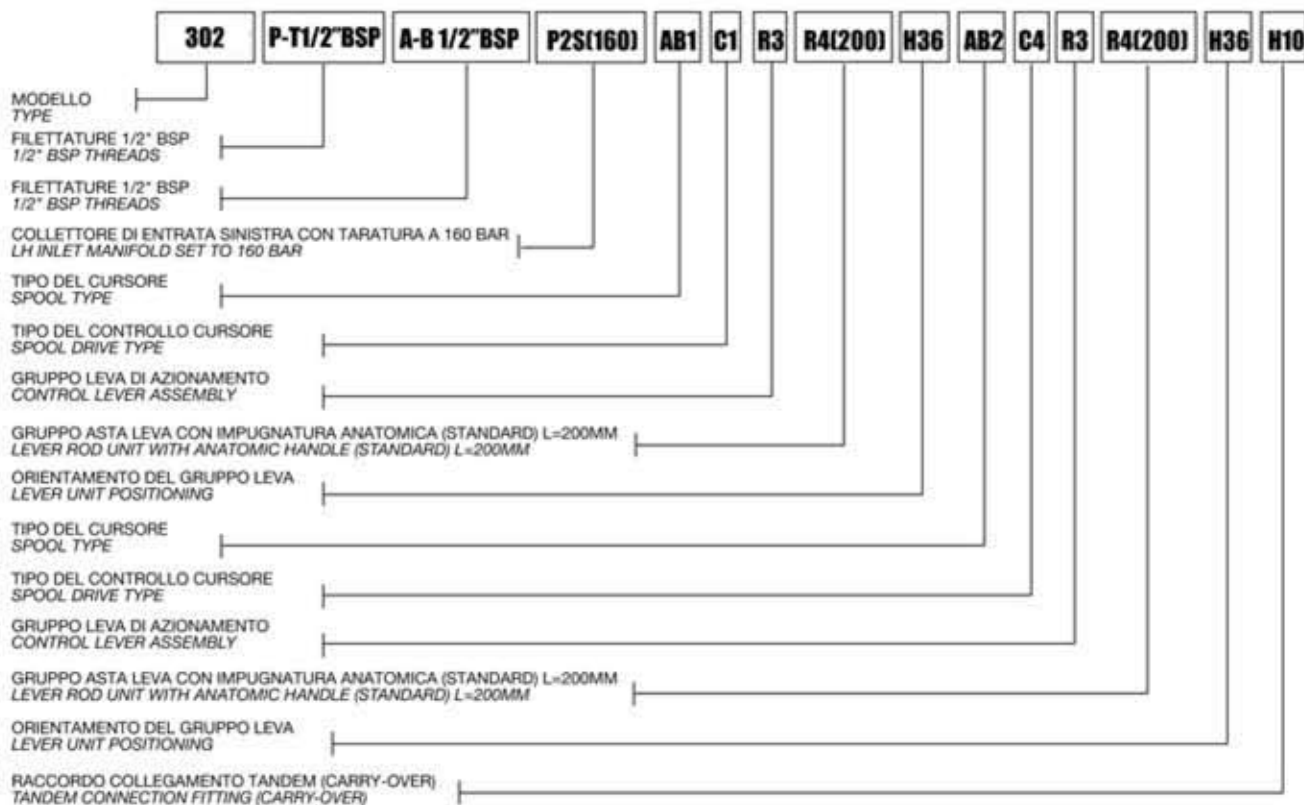 302 P-T1/2"BSP A-B 1/2"BSP P2S(160) AB1 C1 R3 R4(200) H36 AB2 C4 R3 R4(200) H36 H10
MODELLO
TYPE
FILETTATURE 1/2" BSP
1/2" BSP THREADS
FILETTATURE 1/2" BSP
1/2" BSP THREADS
COLLETTORE DI ENTRATA SINISTRA CON TARATURA A 160 BAR
LH INLET MANIFOLD SET TO 160 BAR
TIPO DEL CURSORE
SPOOL TYPE
TIPO DEL CONTROLLO CURSORE
SPOOL DRIVE TYPE
GRUPPO LEVA DI AZIONAMENTO
CONTROL LEVER ASSEMBLY
GRUPPO ASTA LEVA CON IMPUGNATURA ANATOMICA (STANDARD) L=200MM
LEVER ROD UNIT WITH ANATOMIC HANDLE (STANDARD) L=200MM
ORIENTAMENTO DEL GRUPPO LEVA
LEVER UNIT POSITIONING
TIPO DEL CURSORE
SPOOL TYPE
TIPO DEL CONTROLLO CURSORE
SPOOL DRIVE TYPE
GRUPPO LEVA DI AZIONAMENTO
CONTROL LEVER ASSEMBLY
GRUPPO ASTA LEVA CON IMPUGNATURA ANATOMICA (STANDARD) L=200MM
LEVER ROD UNIT WITH ANATOMIC HANDLE (STANDARD) L=200MM
ORIENTAMENTO DEL GRUPPO LEVA
LEVER UNIT POSITIONING
RACCORDO COLLEGAMENTO TANDEM (CARRY-OVER)
TANDEM CONNECTION FITTING (CARRY-OVER)